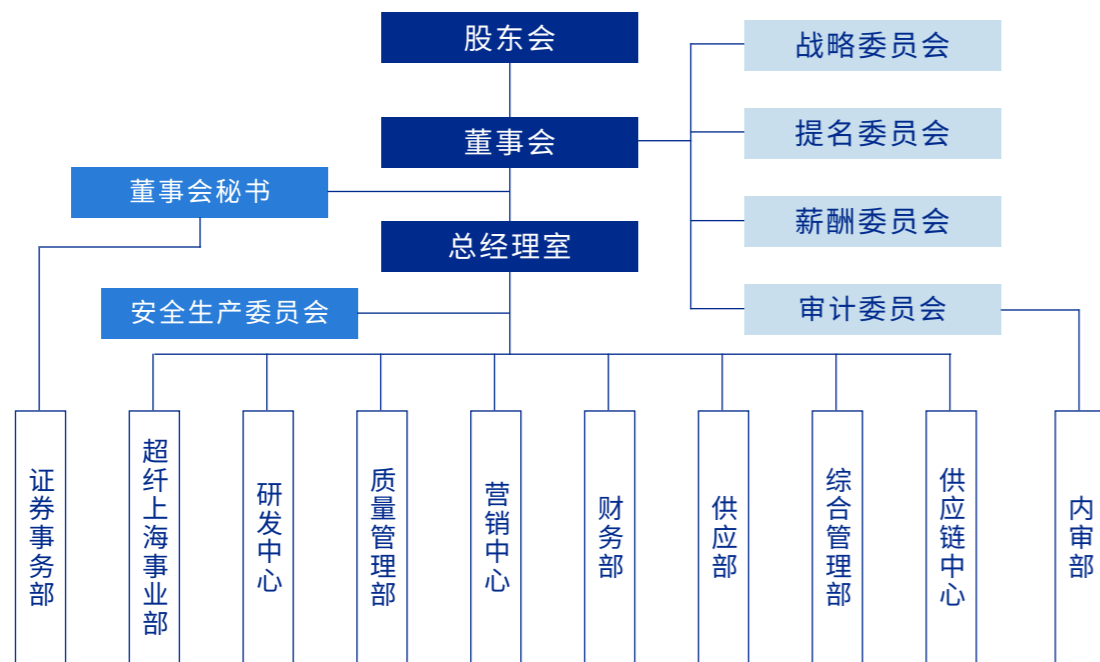 股东会
战略委员会
提名委员会
董事会
董事会秘书
薪酬委员会
总经理室
安全生产委员会
审计委员会
证券事务部
超纤上海事业部
研发中心
质量管理部
营销中心
财务部
供应部
综合管理部
供应链中心
内审部